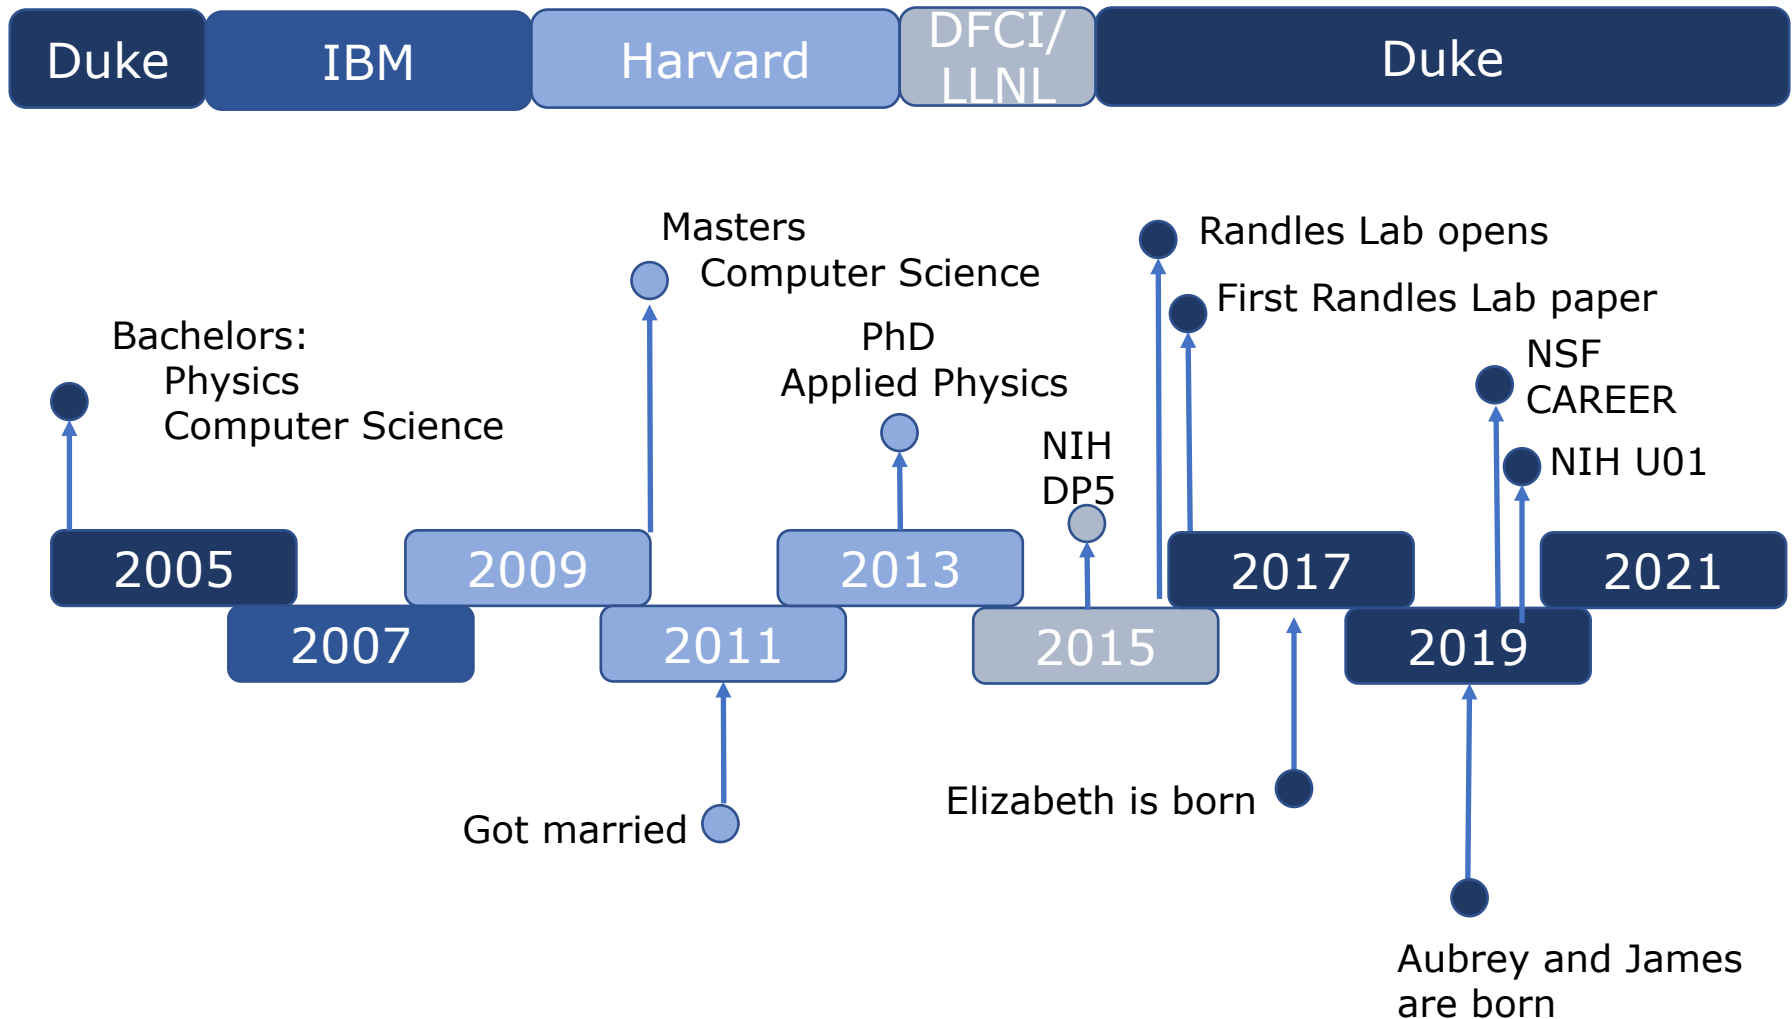 Duke
IBM
Harvard
DFCI/
LLNL
Duke
Masters
Computer Science
Randles Lab opens
First Randles Lab paper
Bachelors:
Physics
Computer Science
PhD
Applied Physics
NSF
CAREER
NIH
DP5
NIH U01
2005
2009
2013
2017
2021
2007
2011
2015
2019
Got married
Elizabeth is born
Aubrey and James
are born